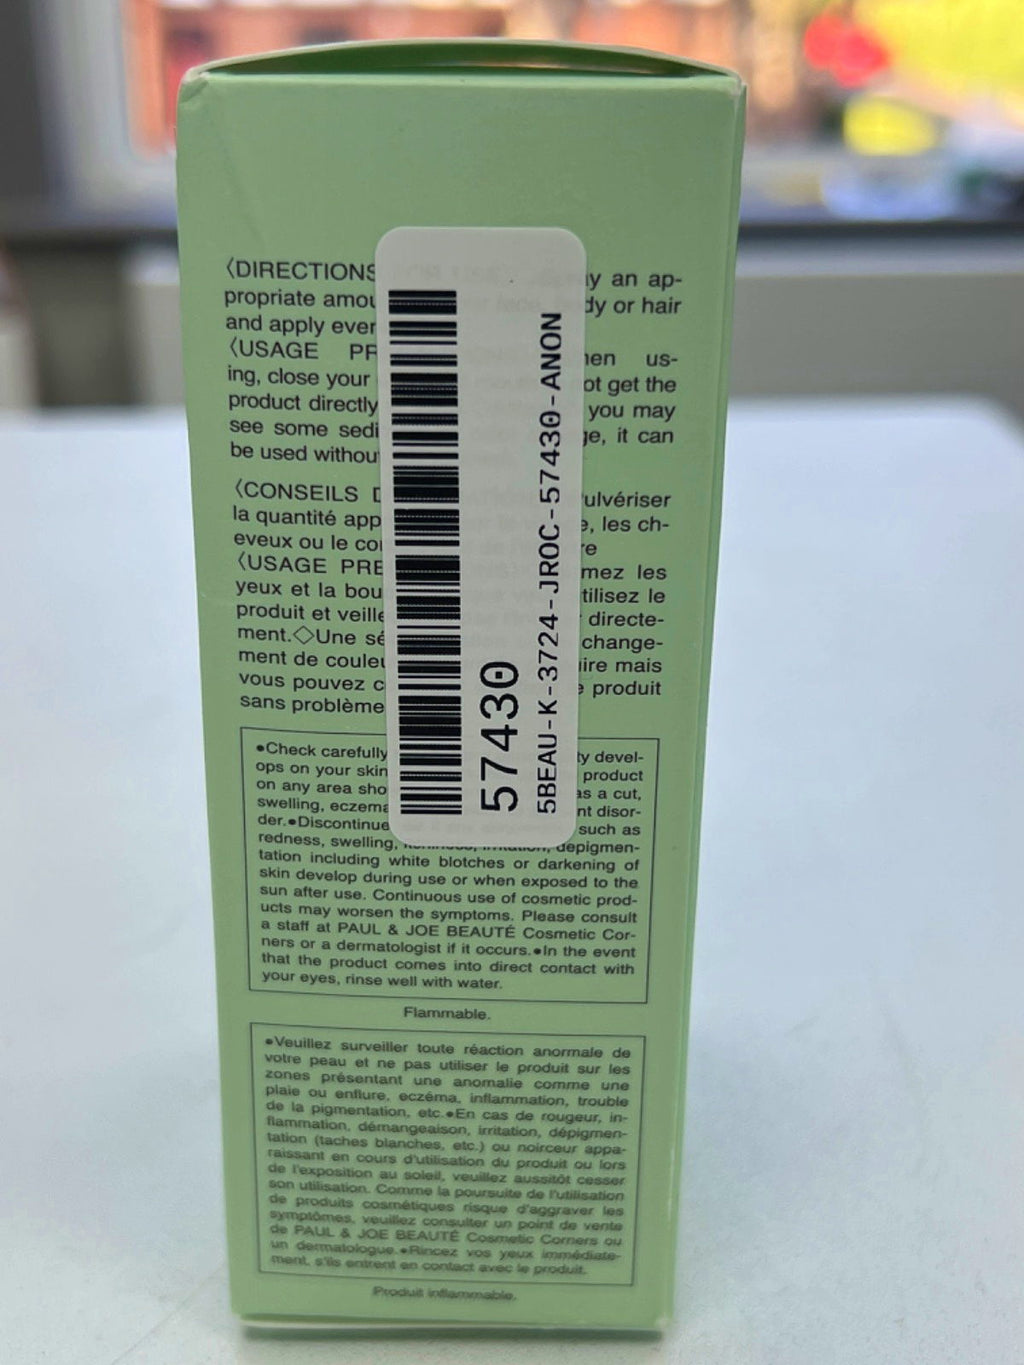 〈DIRECTIONS y an ap-
propriate amou dy or hair
and apply ever
〈USAGE PR hen us-
ing, close your ot get the
product directly you may
see some sedi ge, it can
be used withou
〈CONSEILS D ulvériser
la quantité app e, les ch-
eveux ou le co re
〈USAGE PRE mez les
yeux et la bou tilisez le
produit et veille directe-
ment.◇Une sé change-
ment de couleu ire mais
vous pouvez c e produit
sans problème
57430
5BEAU-K-3724-JROC-57430-ANON
•Check carefully ty devel-
ops on your skin product
on any area sho as a cut,
swelling, eczema nt disor-
der.•Discontinue such as
redness, swelling, irritation, depigmen-
tation including white blotches or darkening of
skin develop during use or when exposed to the
sun after use. Continuous use of cosmetic prod-
ucts may worsen the symptoms. Please consult
a staff at PAUL & JOE BEAUTÉ Cosmetic Cor-
ners or a dermatologist if it occurs.•In the event
that the product comes into direct contact with
your eyes, rinse well with water.
Flammable.
•Veuillez surveiller toute réaction anormale de
votre peau et ne pas utiliser le produit sur les
zones présentant une anomalie comme une
plaie ou enflure, eczéma, inflammation, trouble
de la pigmentation, etc.•En cas de rougeur, in-
flammation, démangeaison, irritation, dépigmen-
tation (taches blanches, etc.) ou noirceur appa-
raissant en cours d'utilisation du produit ou lors
de l'exposition au soleil, veuillez aussitôt cesser
son utilisation. Comme la poursuite de l'utilisation
de produits cosmétiques risque d'aggraver les
symptômes, veuillez consulter un point de vente
de PAUL & JOE BEAUTÉ Cosmetic Corners ou
un dermatologue.•Rincez vos yeux immédiate-
ment, s'ils entrent en contact avec le produit.
Produit inflammable.